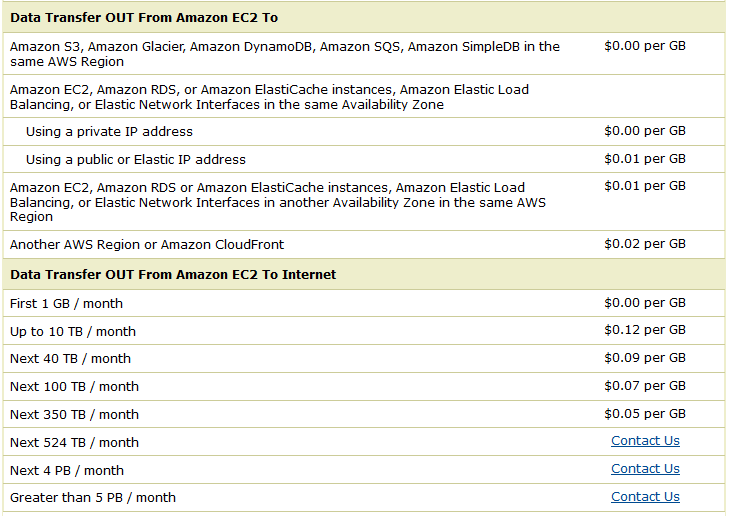 Data Transfer OUT From Amazon EC2 To
Amazon S3, Amazon Glacier, Amazon DynamoDB, Amazon SQS, Amazon SimpleDB in the
same AWS Region
$0.00 per GB
Amazon EC2, Amazon RDS, or Amazon ElastiCache instances, Amazon Elastic Load
Balancing, or Elastic Network Interfaces in the same Availability Zone
Using a private IP address $0.00 per GB
Using a public or Elastic IP address $0.01 per GB
Amazon EC2, Amazon RDS or Amazon ElastiCache instances, Amazon Elastic Load
Balancing, or Elastic Network Interfaces in another Availability Zone in the same AWS
Region
$0.01 per GB
Another AWS Region or Amazon CloudFront $0.02 per GB
Data Transfer OUT From Amazon EC2 To Internet
First 1 GB / month $0.00 per GB
Up to 10 TB / month $0.12 per GB
Next 40 TB / month $0.09 per GB
Next 100 TB / month $0.07 per GB
Next 350 TB / month $0.05 per GB
Next 524 TB / month Contact Us
Next 4 PB / month Contact Us
Greater than 5 PB / month Contact Us